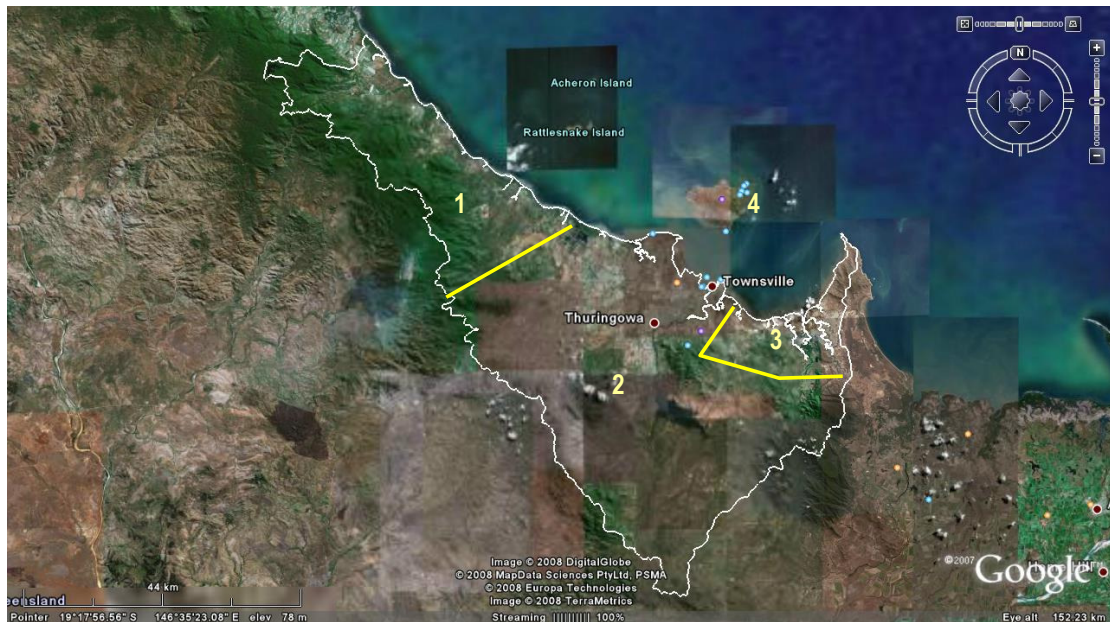 N
Acheron Island
Rattlesnake Island
1
4
Townsville
Thuringowa
3
2
Image © 2008 DigitalGlobe
© 2008 MapData Sciences PtyLtd, PSMA
© 2008 Europa Technologies
Image © 2008 TerraMetrics
©2007
Google
44 km
eensland
Pointer 19°17'56.56" S 146°35'23.08" E elev 78 m
Streaming |||||||||| 100%
Eye alt 152.23 km